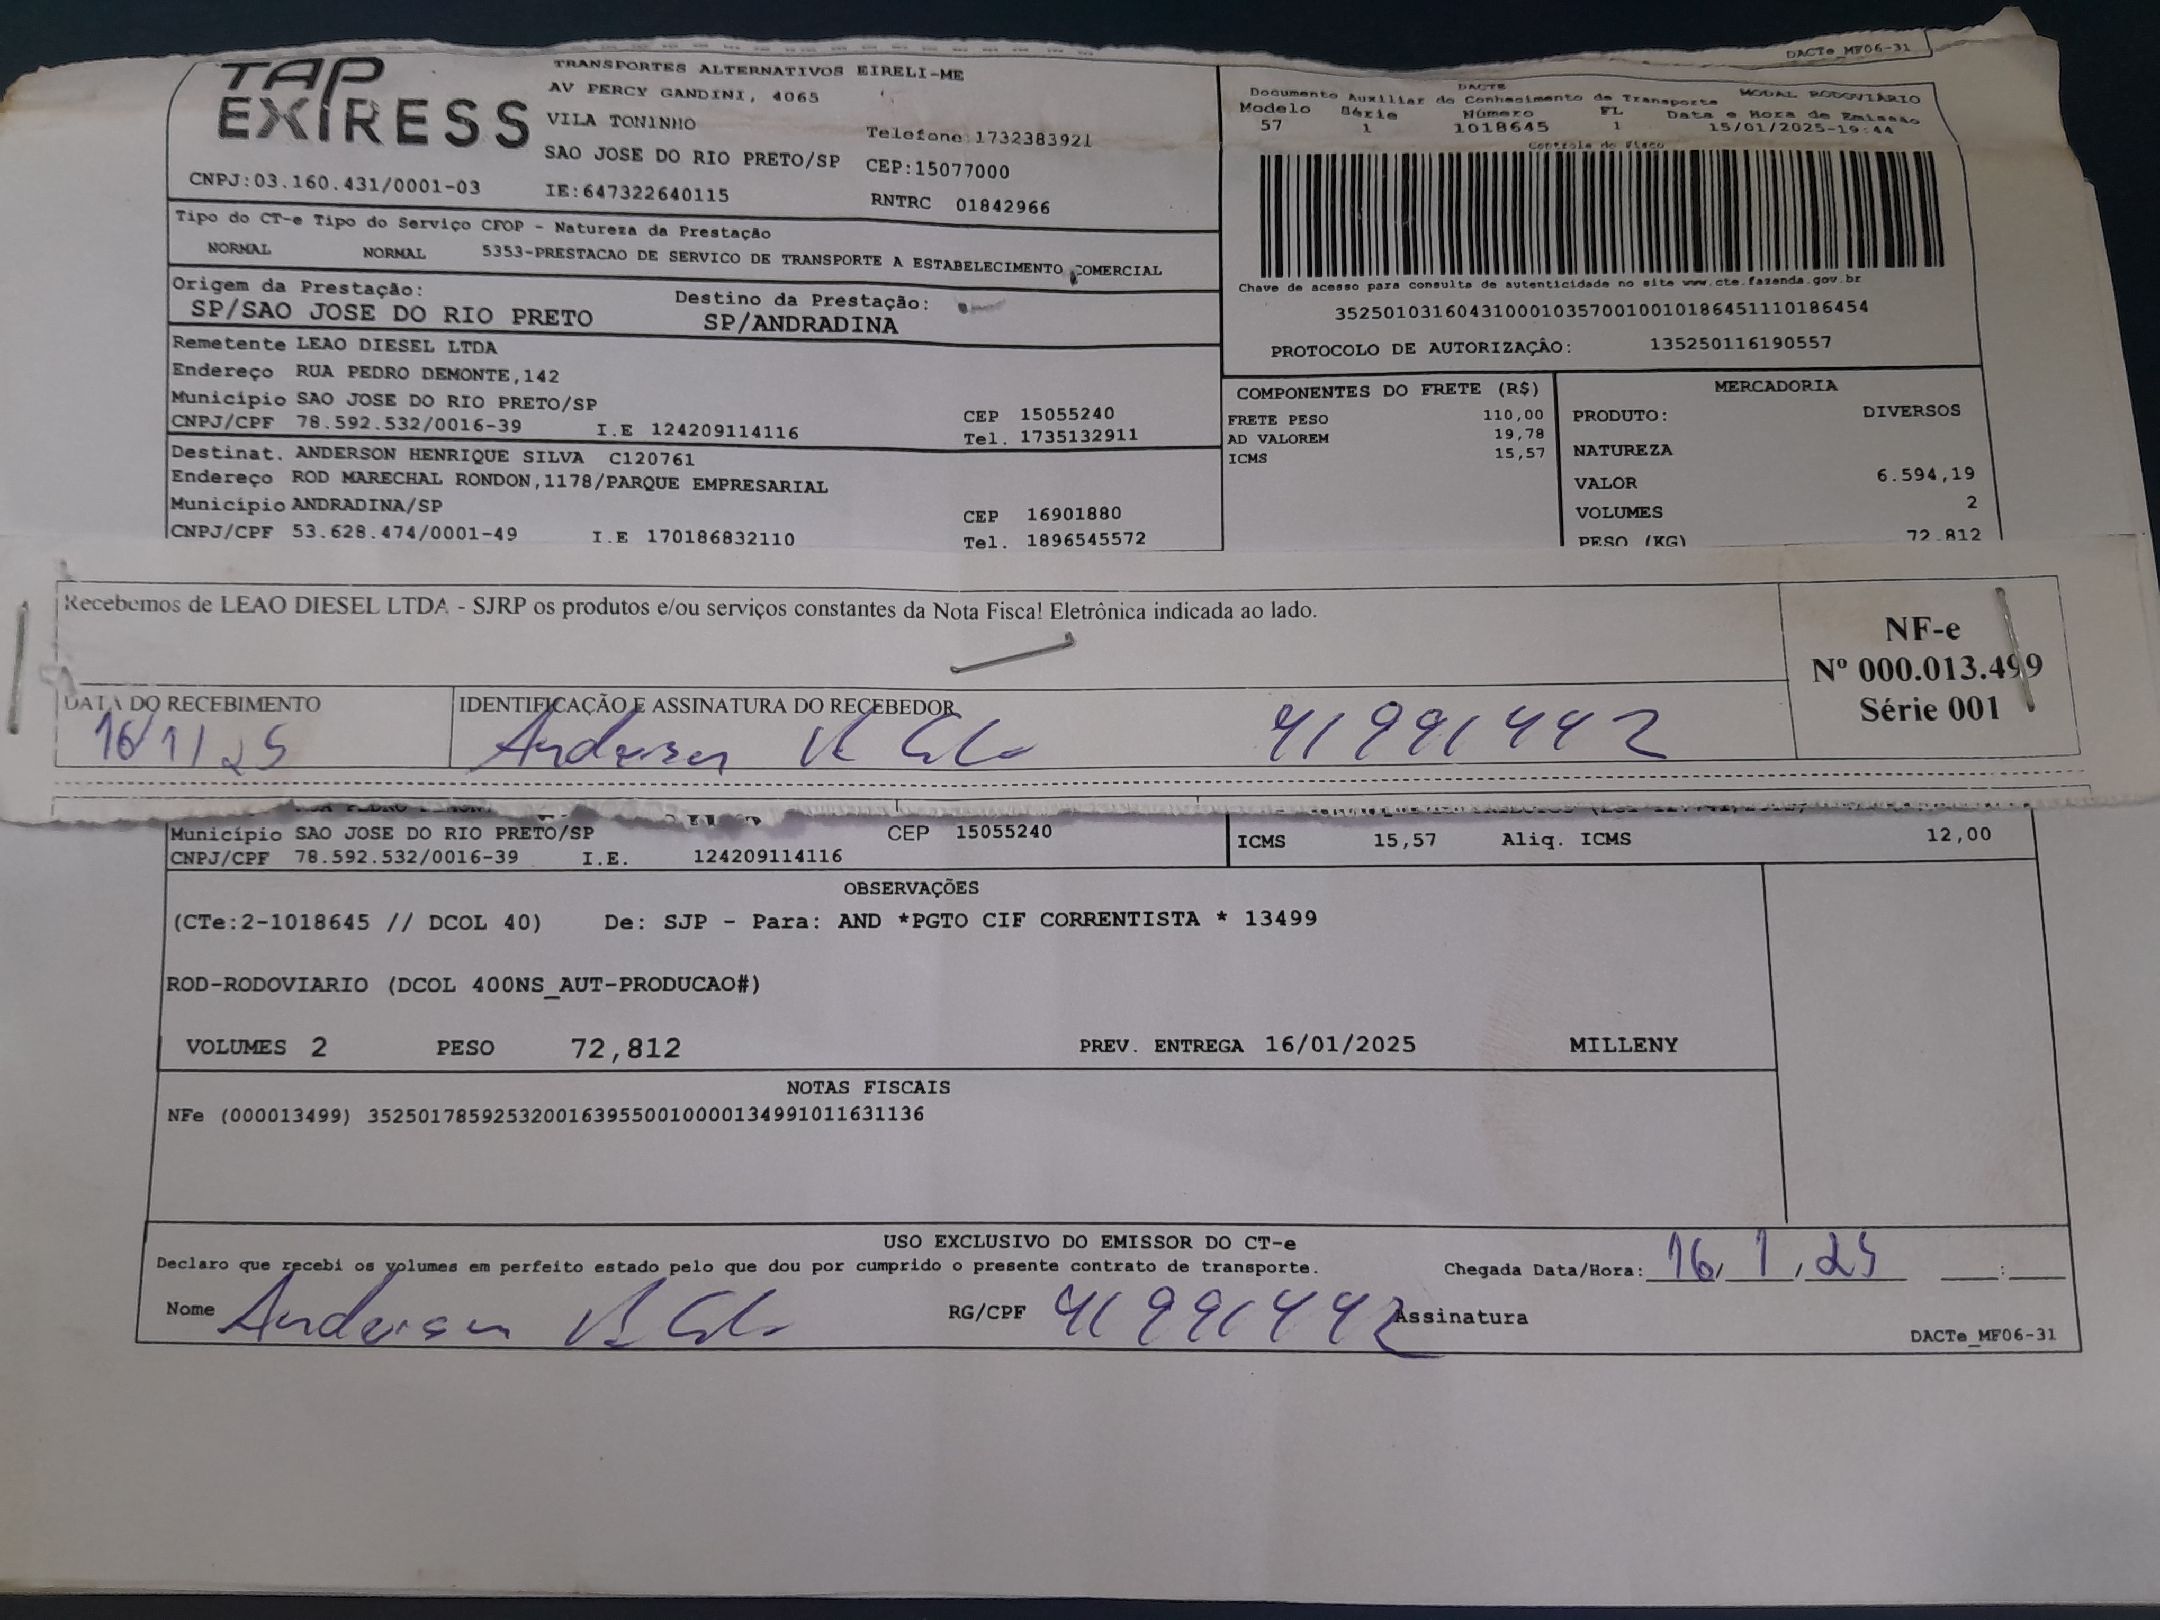 DACTe_MF06-31
TAP EXPRESS
TRANSPORTES ALTERNATIVOS EIRELI-ME
AV PERCY GANDINI, 4065
VILA TONINHO Telefone:1732383921
SAO JOSE DO RIO PRETO/SP CEP:15077000
CNPJ:03.160.431/0001-03 IE:647322640115 RNTRC 01842966
DACTE MODAL RODOVIÁRIO
Documento Auxiliar do Conhecimento de Transporte
Modelo Série Número FL Data e Hora de Emissão
57 1 1018645 1 15/01/2025-19:44
Controle do Fisco
Chave de acesso para consulta de autenticidade no site www.cte.fazenda.gov.br
35250103160431000103570010010186451110186454
PROTOCOLO DE AUTORIZAÇÃO: 135250116190557
Tipo do CT-e Tipo do Serviço CFOP - Natureza da Prestação
NORMAL NORMAL 5353-PRESTACAO DE SERVICO DE TRANSPORTE A ESTABELECIMENTO COMERCIAL
Origem da Prestação: Destino da Prestação:
SP/SAO JOSE DO RIO PRETO SP/ANDRADINA
Remetente LEAO DIESEL LTDA
Endereço RUA PEDRO DEMONTE,142
Município SAO JOSE DO RIO PRETO/SP CEP 15055240
CNPJ/CPF 78.592.532/0016-39 I.E 124209114116 Tel. 1735132911
Destinat. ANDERSON HENRIQUE SILVA C120761
Endereço ROD MARECHAL RONDON,1178/PARQUE EMPRESARIAL
Município ANDRADINA/SP CEP 16901880
CNPJ/CPF 53.628.474/0001-49 I.E 170186832110 Tel. 1896545572
COMPONENTES DO FRETE (R$)
FRETE PESO 110,00
AD VALOREM 19,78
ICMS 15,57
MERCADORIA
PRODUTO: DIVERSOS
NATUREZA
VALOR 6.594,19
VOLUMES 2
PESO (KG) 72.812
Recebemos de LEAO DIESEL LTDA - SJRP os produtos e/ou serviços constantes da Nota Fiscal Eletrônica indicada ao lado.
NF-e
Nº 000.013.499
Série 001
DATA DO RECEBIMENTO IDENTIFICAÇÃO E ASSINATURA DO RECEBEDOR
16/1/25 Anderson 41991442
Município SAO JOSE DO RIO PRETO/SP CEP 15055240
CNPJ/CPF 78.592.532/0016-39 I.E. 124209114116
ICMS 15,57 Aliq. ICMS 12,00
OBSERVAÇÕES
(CTe:2-1018645 // DCOL 40) De: SJP - Para: AND *PGTO CIF CORRENTISTA * 13499
ROD-RODOVIARIO (DCOL 400NS_AUT-PRODUCAO#)
VOLUMES 2 PESO 72,812 PREV. ENTREGA 16/01/2025 MILLENY
NOTAS FISCAIS
NFe (000013499) 35250178592532001639550010000134991011631136
USO EXCLUSIVO DO EMISSOR DO CT-e
Declaro que recebi os volumes em perfeito estado pelo que dou por cumprido o presente contrato de transporte. Chegada Data/Hora: 16, 1, 25 __:__
Nome Anderson RG/CPF 41991442 Assinatura
DACTe_MF06-31